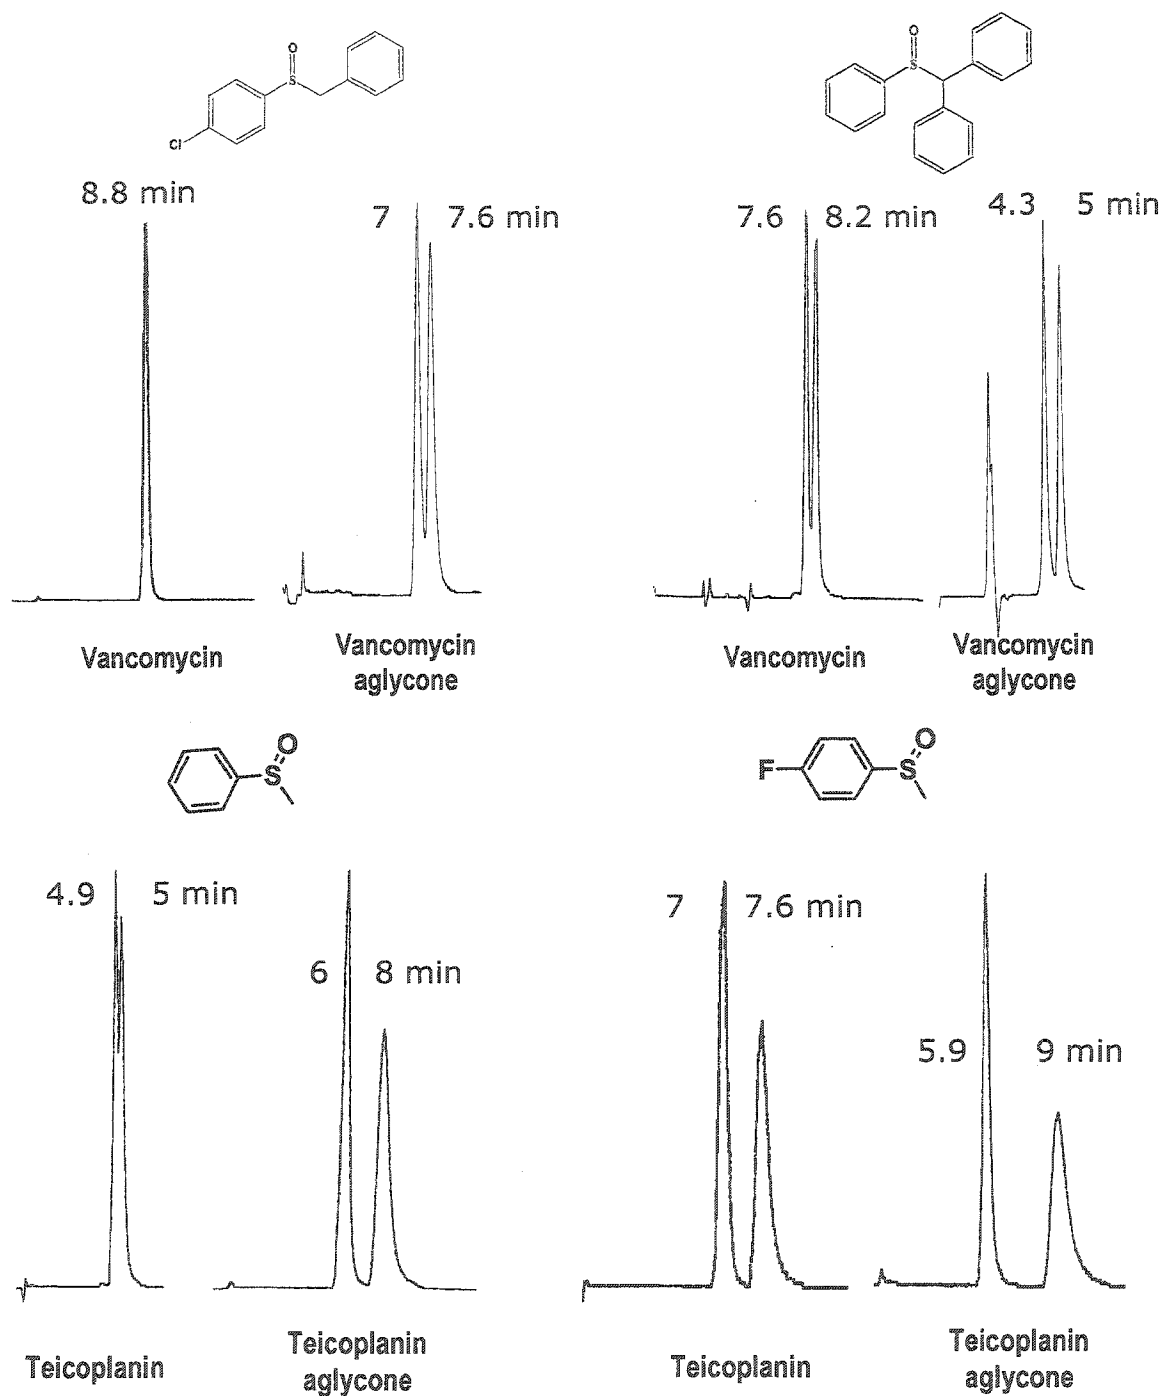 O
S
Cl
O
S
8.8 min
7 7.6 min
7.6 8.2 min
4.3 5 min
Vancomycin
Vancomycin
aglycone
Vancomycin
Vancomycin
aglycone
O
S
F
O
S
4.9 5 min
6 8 min
7 7.6 min
5.9 9 min
Teicoplanin
Teicoplanin
aglycone
Teicoplanin
Teicoplanin
aglycone